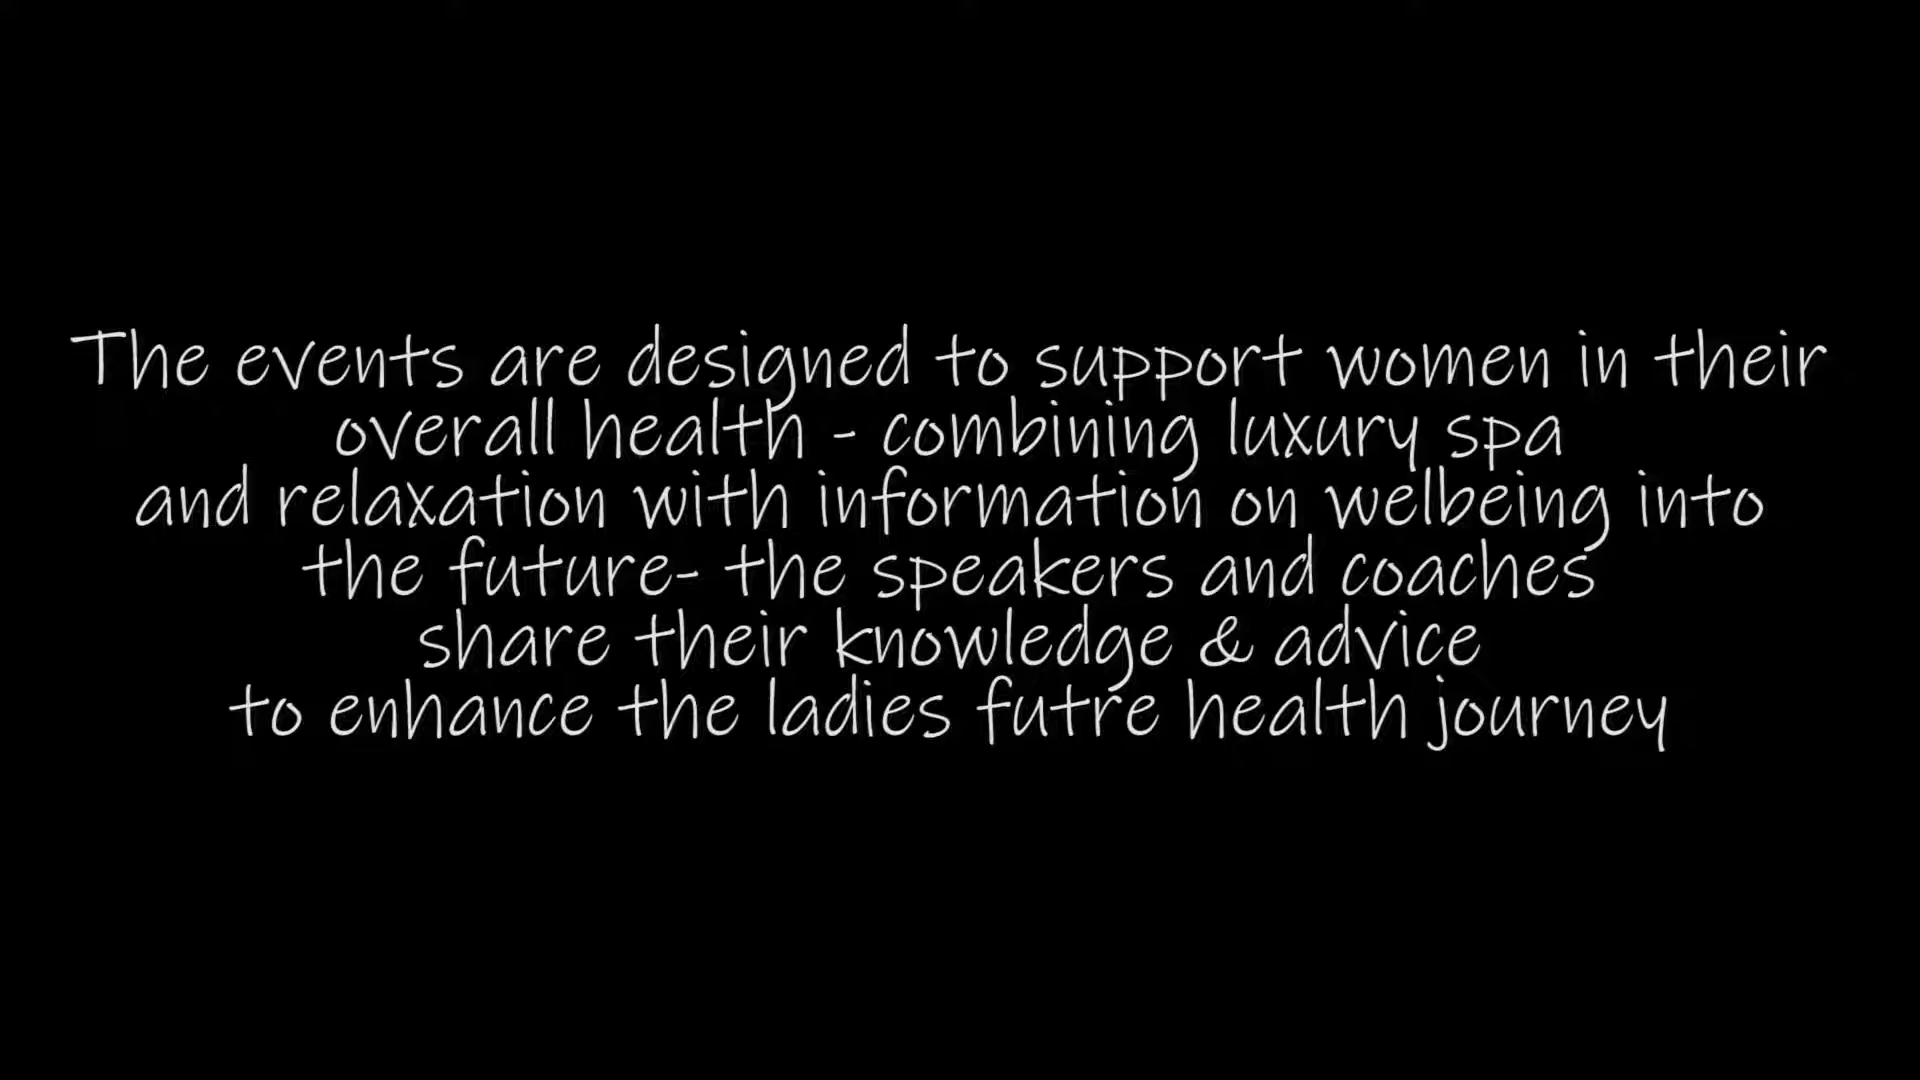 The events are designed to support women in their
overall health - combining luxury spa
and relaxation with information on welbeing into
the future- the speakers and coaches
share their knowledge & advice
to enhance the ladies futre health journey